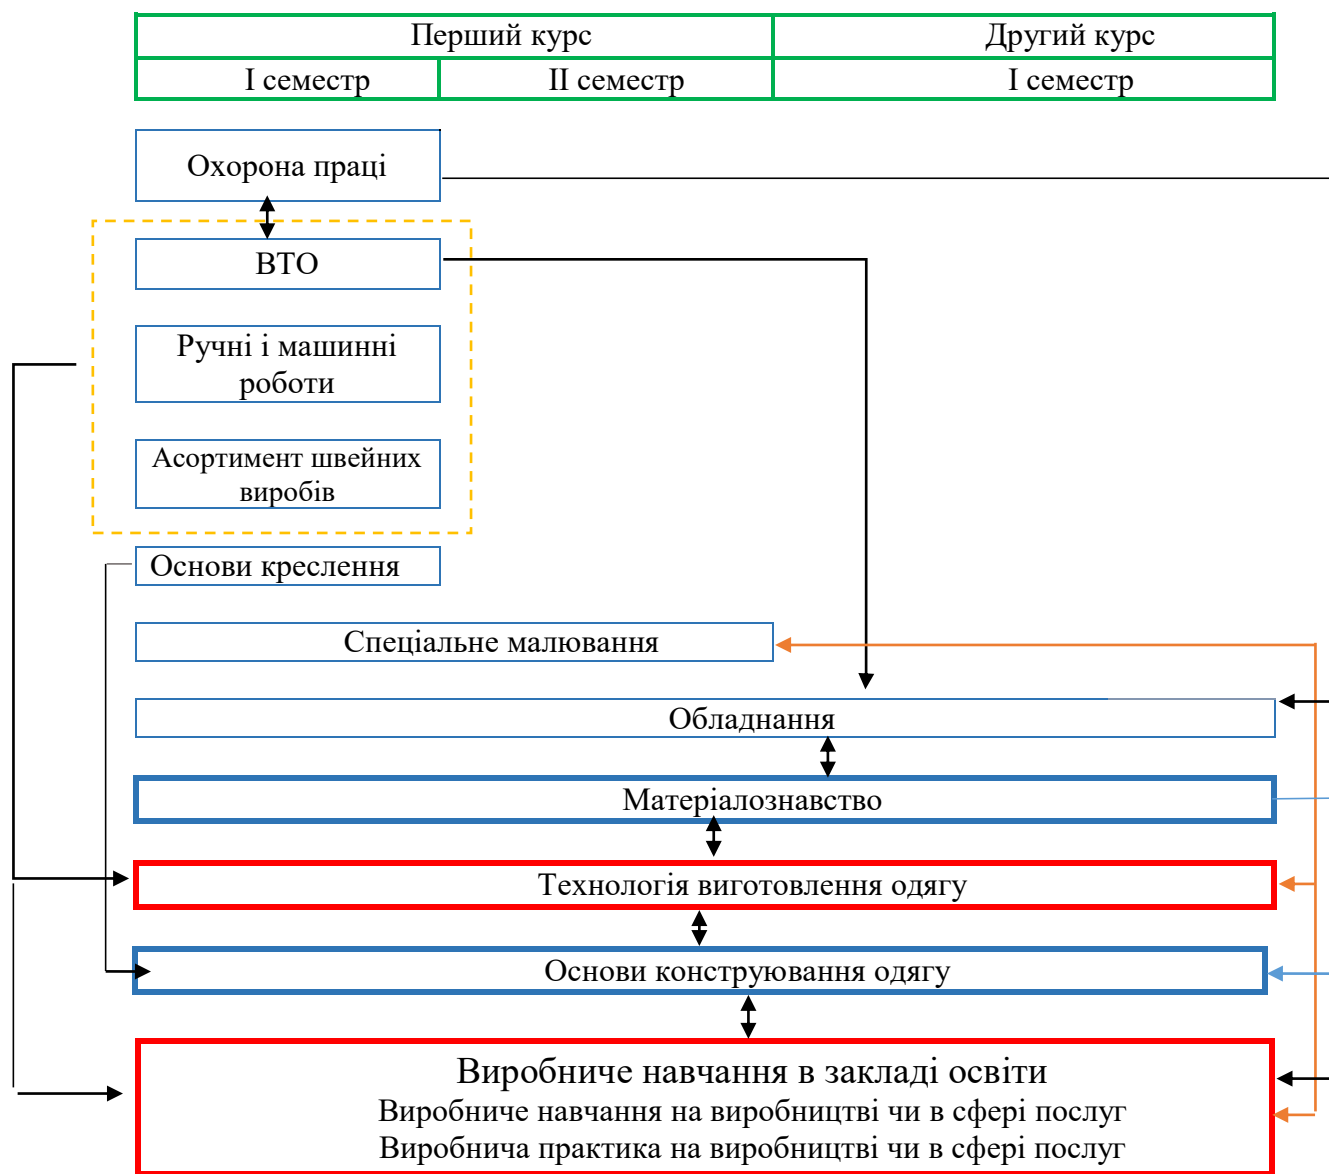 Перший курс
Другий курс
I семестр
II семестр
I семестр
Охорона праці
ВТО
Ручні і машинні
роботи
Асортимент швейних
виробів
Основи креслення
Спеціальне малювання
Обладнання
Матеріалознавство
Технологія виготовлення одягу
Основи конструювання одягу
Виробниче навчання в закладі освіти
Виробниче навчання на виробництві чи в сфері послуг
Виробнича практика на виробництві чи в сфері послуг